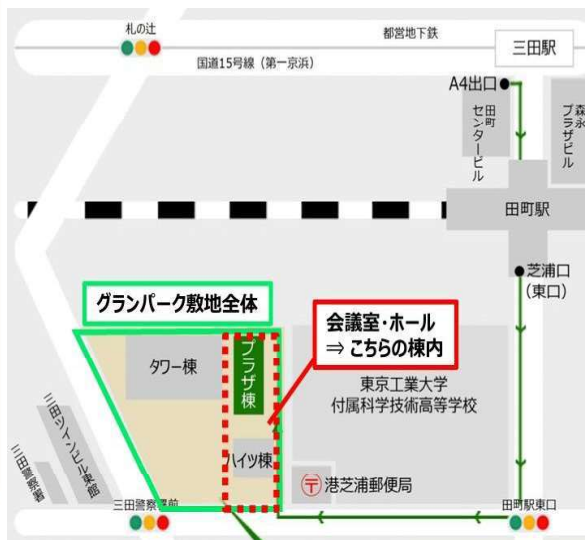 札の辻
都営地下鉄
国道15号線（第一京浜）
三田駅
A4出口
田町
センタービル
森永
プラザビル
田町駅
芝浦口
(東口)
グランパーク敷地全体
会議室・ホール
⇒ こちらの棟内
タワー棟
プラザ棟
東京工業大学
付属科学技術高等学校
ハイツ棟
三田ツインビル東館
三田警察署
〒港芝浦郵便局
三田警察署前
田町駅東口